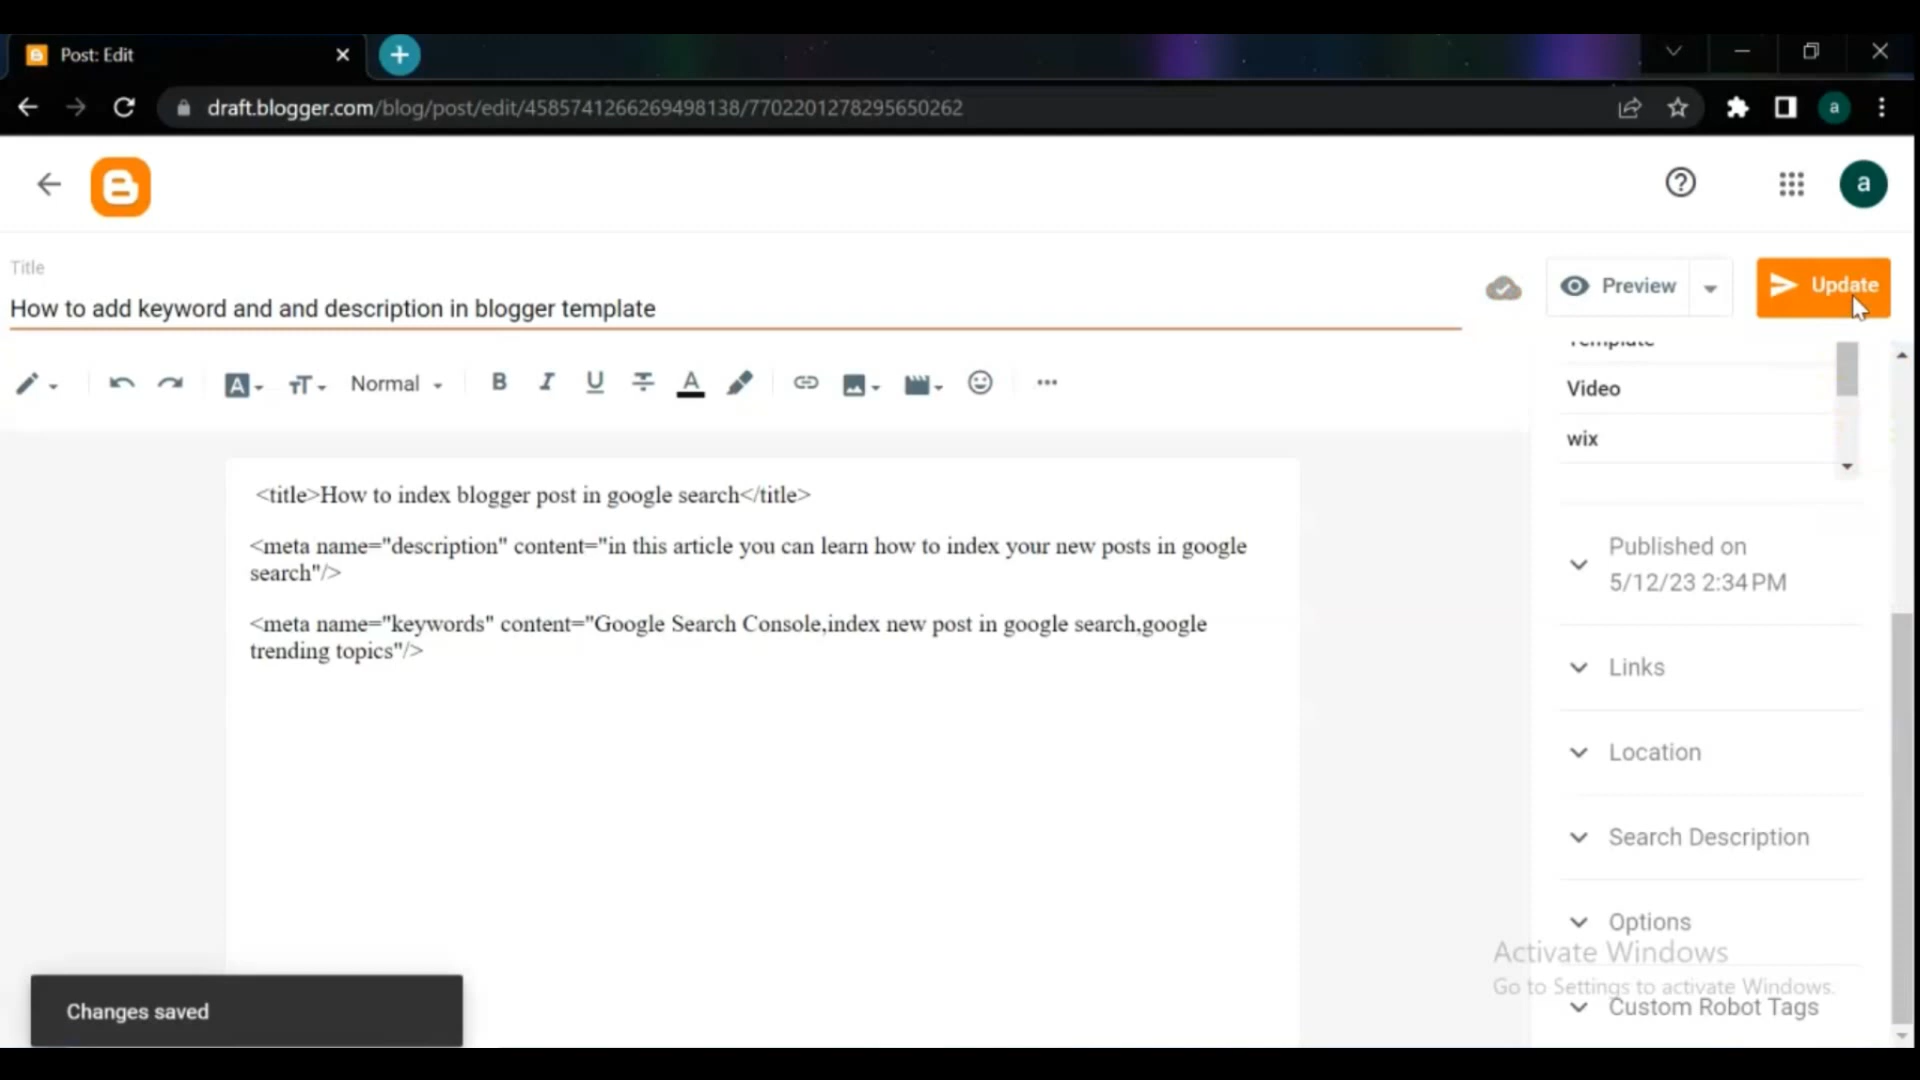 Post: Edit
draft.blogger.com/blog/post/edit/4585741266269498138/7702201278295650262
a
a
Title
How to add keyword and and description in blogger template
Preview
Update
Normal
Template
Video
wix
<title>How to index blogger post in google search</title>
<meta name="description" content="in this article you can learn how to index your new posts in google
search"/>
<meta name="keywords" content="Google Search Console,index new post in google search,google
trending topics"/>
Published on
5/12/23 2:34 PM
Links
Location
Search Description
Options
Activate Windows
Go to Settings to activate Windows.
Custom Robot Tags
Changes saved